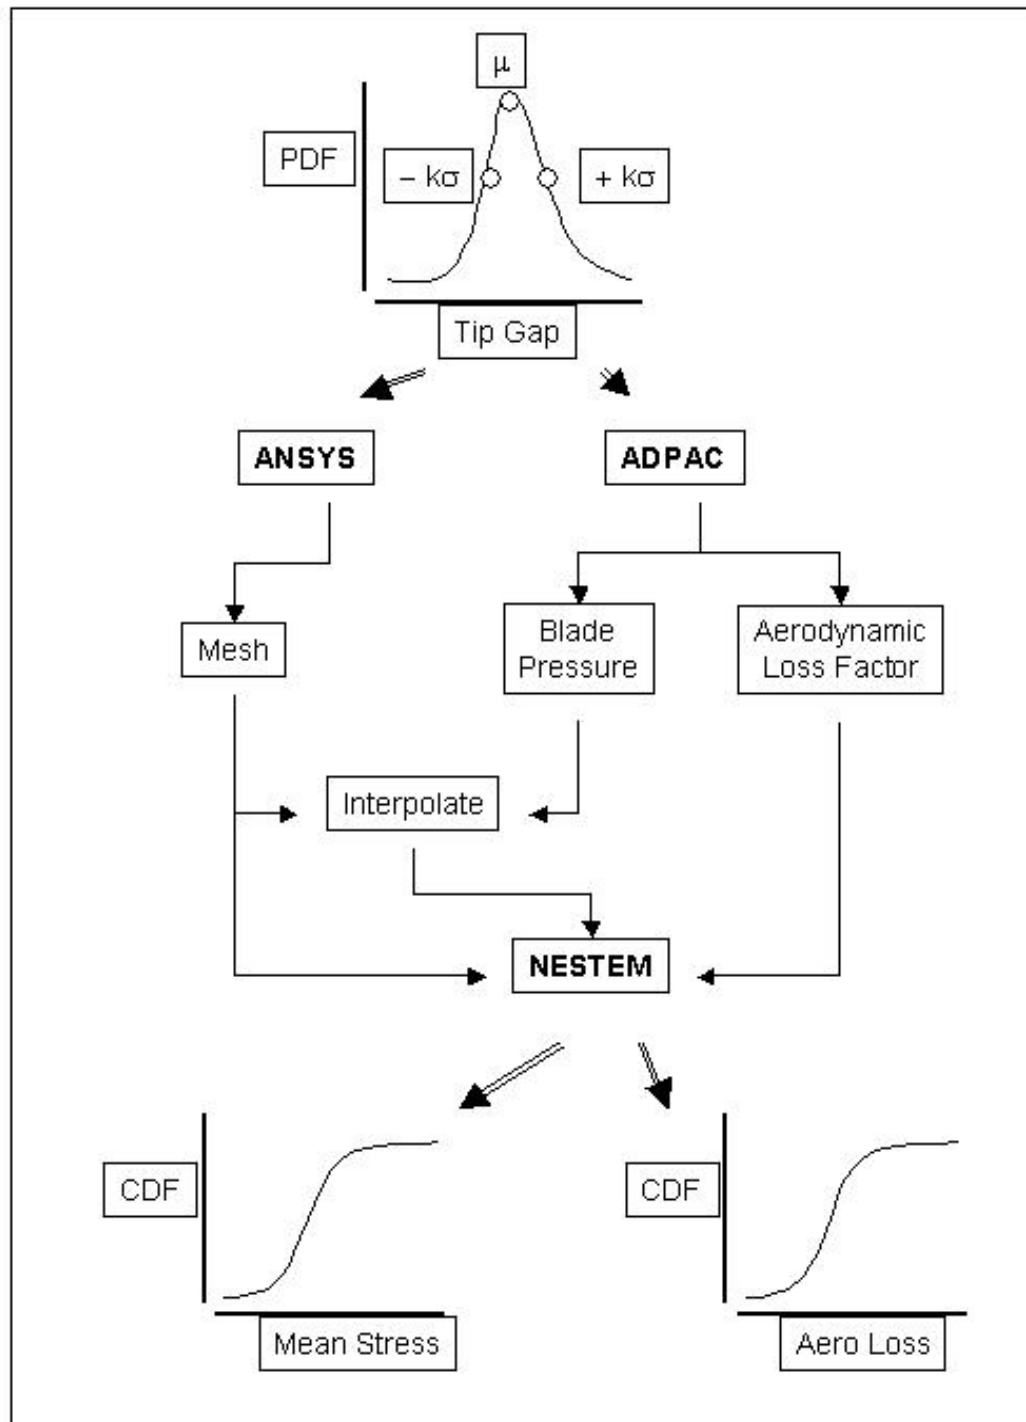 μ
PDF
– kσ
+ kσ
Tip Gap
ANSYS
ADPAC
Mesh
Blade
Pressure
Aerodynamic
Loss Factor
Interpolate
NESTEM
CDF
CDF
Mean Stress
Aero Loss